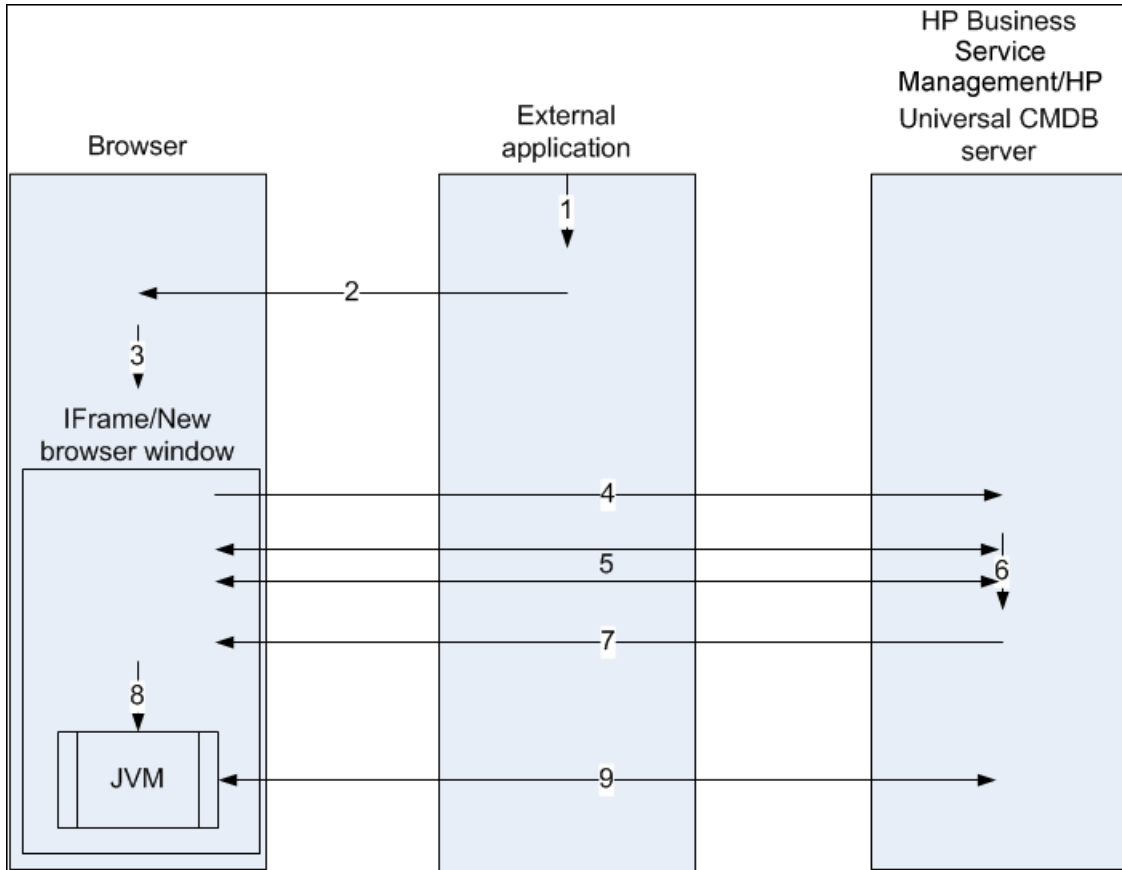 HP Business
Service
Management/HP
Universal CMDB
server
External
application
Browser
1
2
3
IFrame/New
browser window
4
5
6
7
8
JVM
9